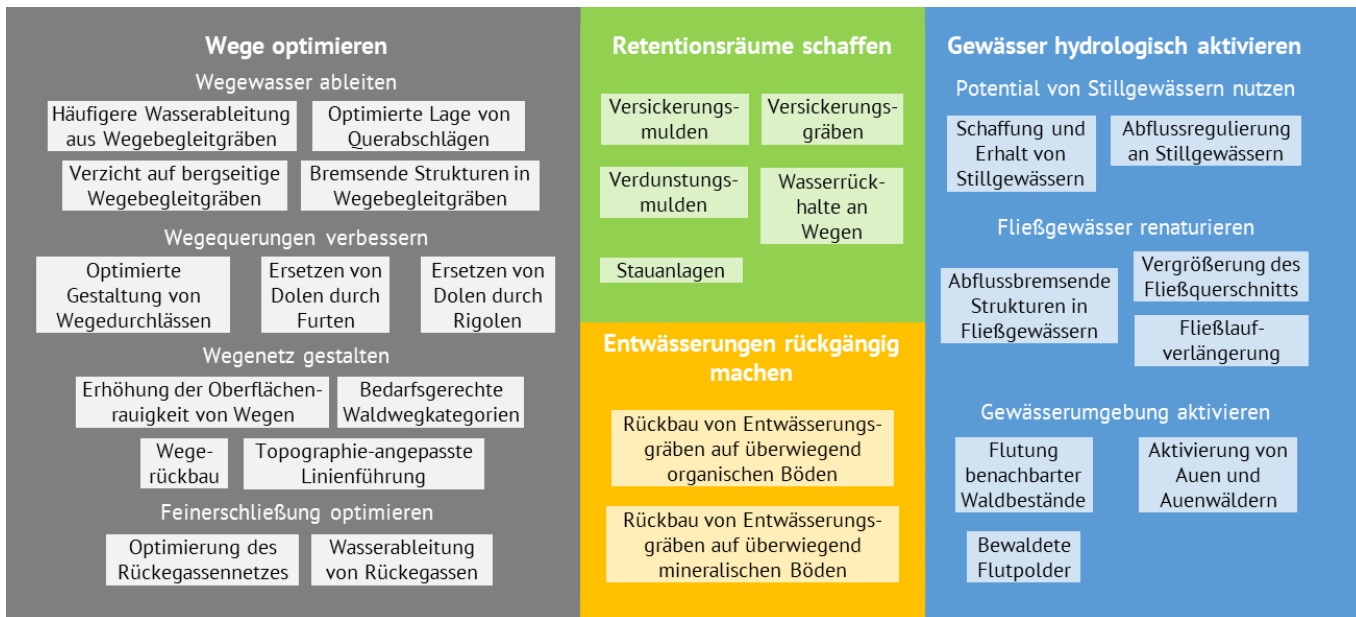 Wege optimieren
Wegewasser ableiten
Häufigere Wasserableitung
aus Wegebegleitgräben
Optimierte Lage von
Querabschlägen
Verzicht auf bergseitige
Wegebegleitgräben
Bremsende Strukturen in
Wegebegleitgräben
Wegequerungen verbessern
Optimierte
Gestaltung von
Wegedurchlässen
Ersetzen von
Dolen durch
Furten
Ersetzen von
Dolen durch
Rigolen
Wegenetz gestalten
Erhöhung der Oberflächen-
rauigkeit von Wegen
Bedarfsgerechte
Waldwegkategorien
Wege-
rückbau
Topographie-angepasste
Linienführung
Feinerschließung optimieren
Optimierung des
Rückegassennetzes
Wasserableitung
von Rückegassen
Retentionsräume schaffen
Versickerungs-
mulden
Versickerungs-
gräben
Verdunstungs-
mulden
Wasserrück-
halte an
Wegen
Stauanlagen
Entwässerungen rückgängig
machen
Rückbau von Entwässerungs-
gräben auf überwiegend
organischen Böden
Rückbau von Entwässerungs-
gräben auf überwiegend
mineralischen Böden
Gewässer hydrologisch aktivieren
Potential von Stillgewässern nutzen
Schaffung und
Erhalt von
Stillgewässern
Abflussregulierung
an Stillgewässern
Fließgewässer renaturieren
Abflussbremsende
Strukturen in
Fließgewässern
Vergrößerung des
Fließquerschnitts
Fließlauf-
verlängerung
Gewässerumgebung aktivieren
Flutung
benachbarter
Waldbestände
Aktivierung von
Auen und
Auenwäldern
Bewaldete
Flutpolder